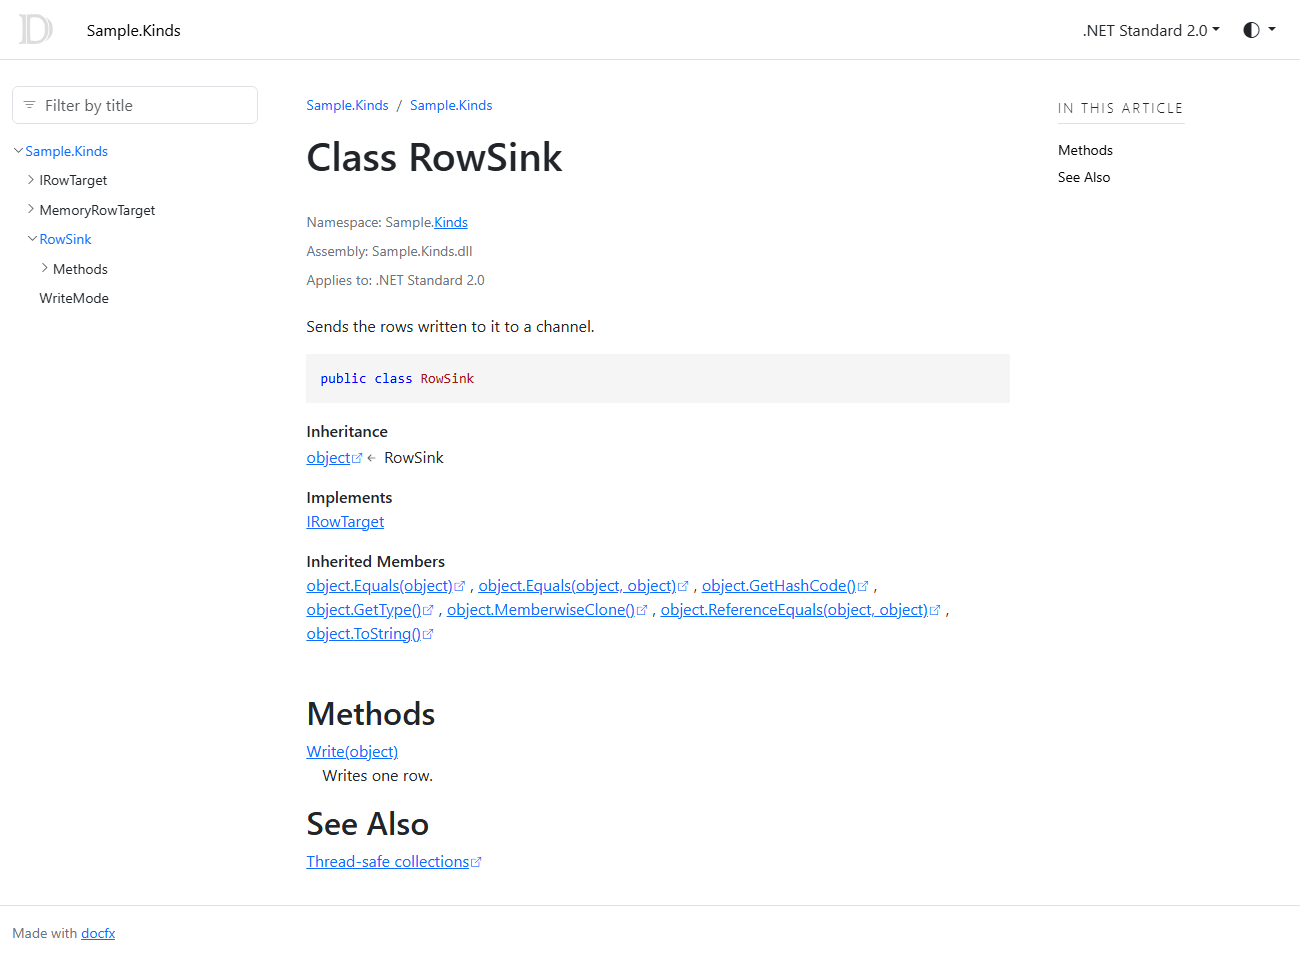 D
Sample.Kinds
.NET Standard 2.0
Filter by title
Sample.Kinds
IRowTarget
MemoryRowTarget
RowSink
Methods
WriteMode
Sample.Kinds / Sample.Kinds
Class RowSink
Namespace: Sample.Kinds
Assembly: Sample.Kinds.dll
Applies to: .NET Standard 2.0
Sends the rows written to it to a channel.
public class RowSink
Inheritance
object ← RowSink
Implements
IRowTarget
Inherited Members
object.Equals(object) , object.Equals(object, object) , object.GetHashCode() ,
object.GetType() , object.MemberwiseClone() , object.ReferenceEquals(object, object) ,
object.ToString()
Methods
Write(object)
Writes one row.
See Also
Thread-safe collections
IN THIS ARTICLE
Methods
See Also
Made with docfx